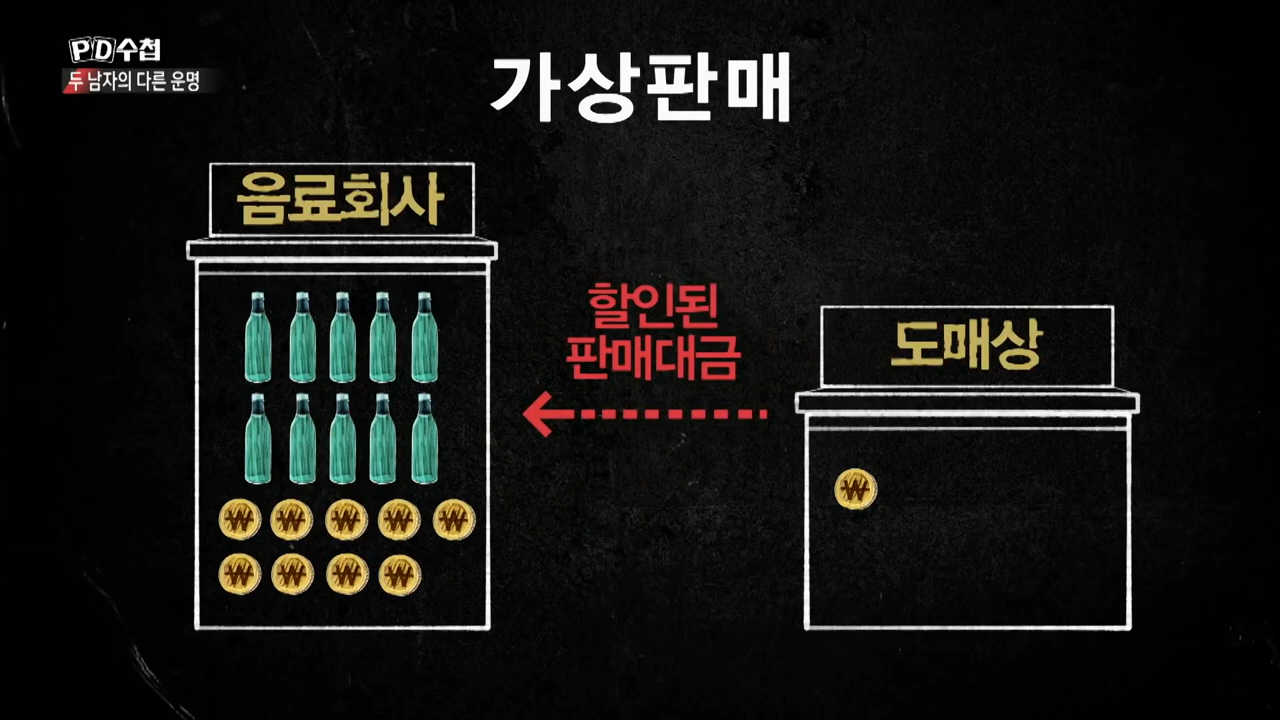 PD수첩
두 남자의 다른 운명
가상판매
음료회사
할인된
판매대금
도매상
₩ ₩ ₩ ₩ ₩
₩ ₩ ₩ ₩
₩